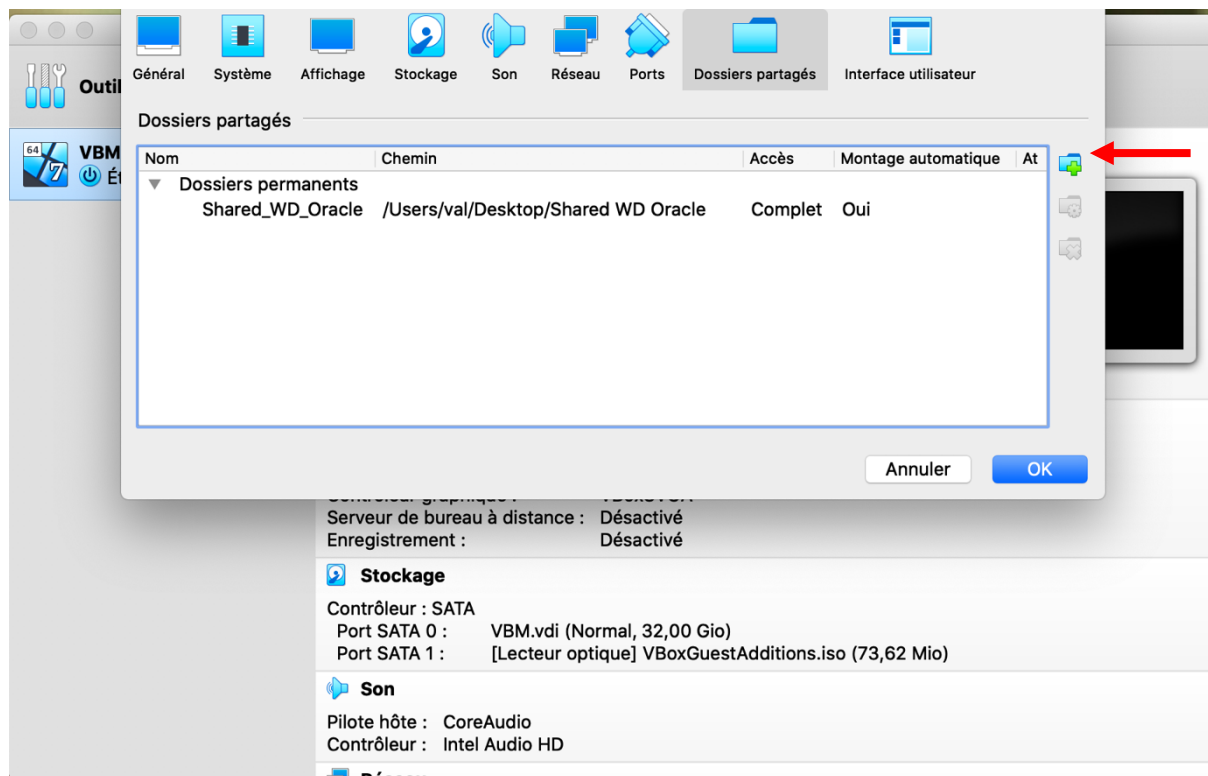 Général Système Affichage Stockage Son Réseau Ports Dossiers partagés Interface utilisateur
Outil
Dossiers partagés
64
VBM
7
Ét
Nom Chemin Accès Montage automatique At
Dossiers permanents
Shared_WD_Oracle /Users/val/Desktop/Shared WD Oracle Complet Oui
Annuler OK
Serveur de bureau à distance : Désactivé
Enregistrement : Désactivé
Stockage
Contrôleur : SATA
Port SATA 0 : VBM.vdi (Normal, 32,00 Gio)
Port SATA 1 : [Lecteur optique] VBoxGuestAdditions.iso (73,62 Mio)
Son
Pilote hôte : CoreAudio
Contrôleur : Intel Audio HD